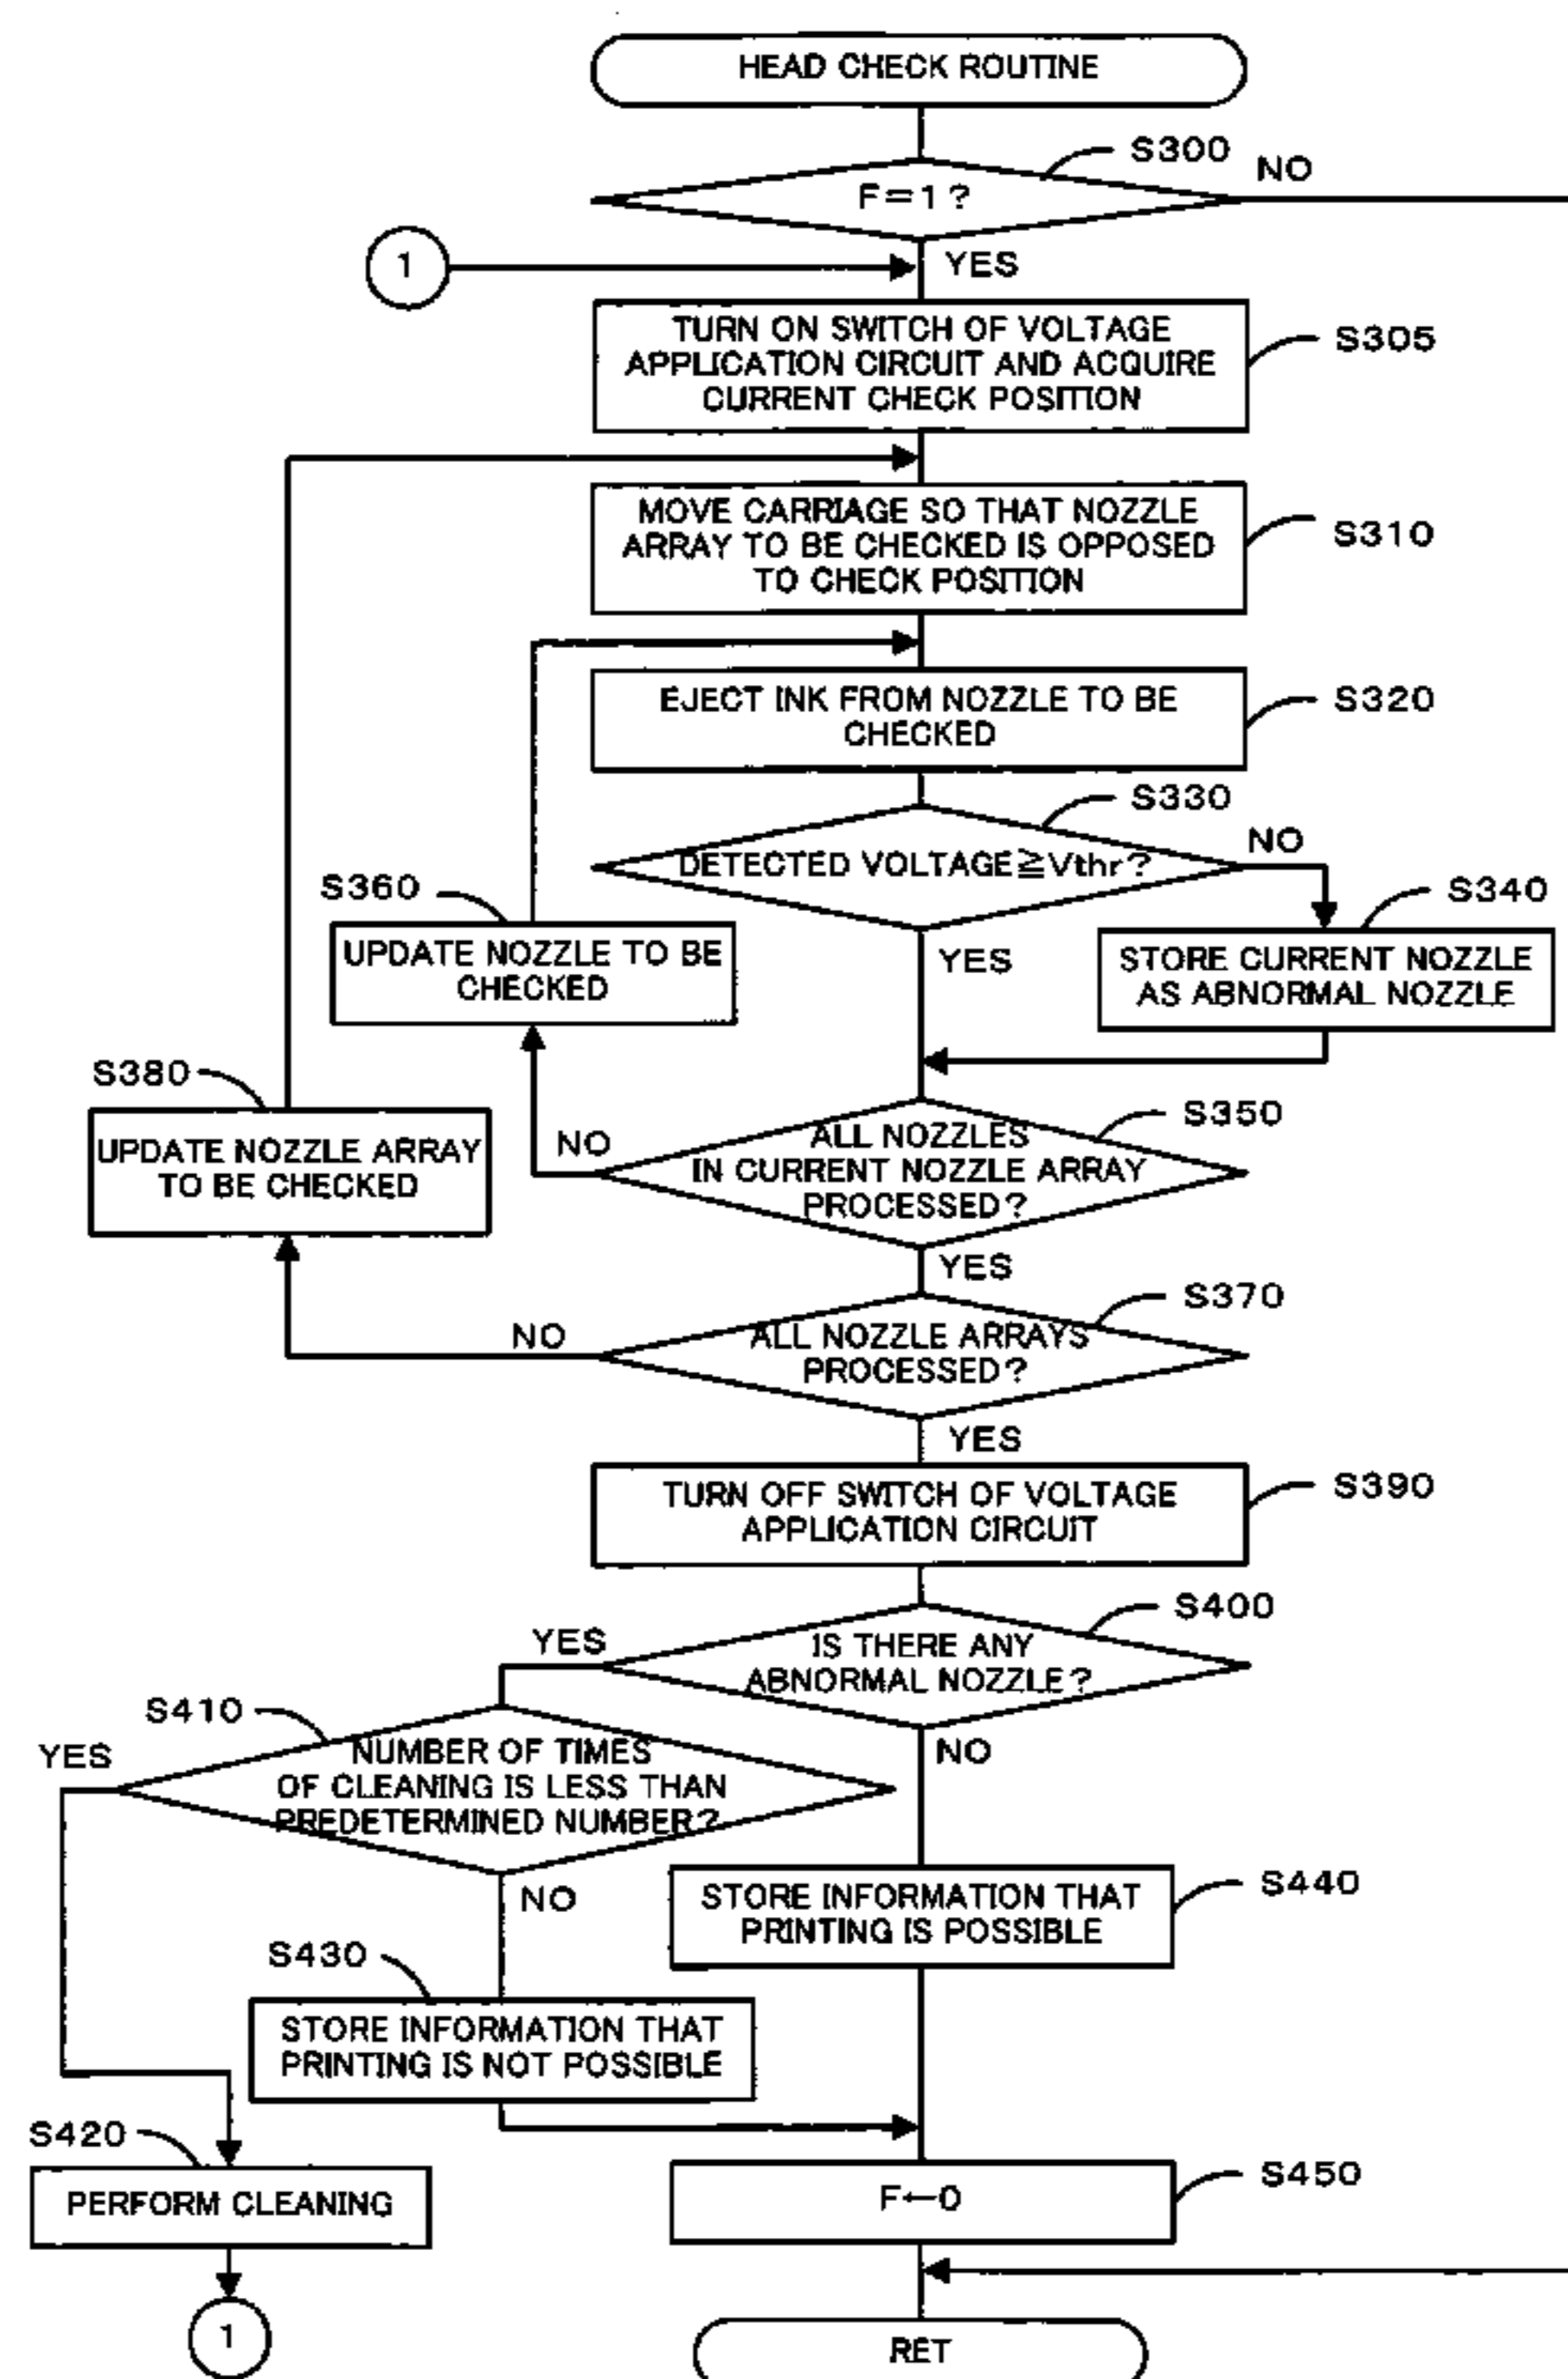 HEAD CHECK ROUTINE
S300
NO
F=1?
1
YES
TURN ON SWITCH OF VOLTAGE
APPLICATION CIRCUIT AND ACQUIRE
CURRENT CHECK POSITION
S305
MOVE CARRIAGE SO THAT NOZZLE
ARRAY TO BE CHECKED IS OPPOSED
TO CHECK POSITION
S310
EJECT INK FROM NOZZLE TO BE
CHECKED
S320
S330
DETECTED VOLTAGE≧Vthr?
NO
YES
S340
STORE CURRENT NOZZLE
AS ABNORMAL NOZZLE
S360
UPDATE NOZZLE TO BE
CHECKED
S380
UPDATE NOZZLE ARRAY
TO BE CHECKED
S350
NO
ALL NOZZLES
IN CURRENT NOZZLE ARRAY
PROCESSED?
YES
S370
NO
ALL NOZZLE ARRAYS
PROCESSED?
YES
TURN OFF SWITCH OF VOLTAGE
APPLICATION CIRCUIT
S390
S400
YES
IS THERE ANY
ABNORMAL NOZZLE?
NO
S410
YES
NUMBER OF TIMES
OF CLEANING IS LESS THAN
PREDETERMINED NUMBER?
NO
STORE INFORMATION THAT
PRINTING IS POSSIBLE
S440
S430
STORE INFORMATION THAT
PRINTING IS NOT POSSIBLE
S420
PERFORM CLEANING
1
F←0
S450
RET